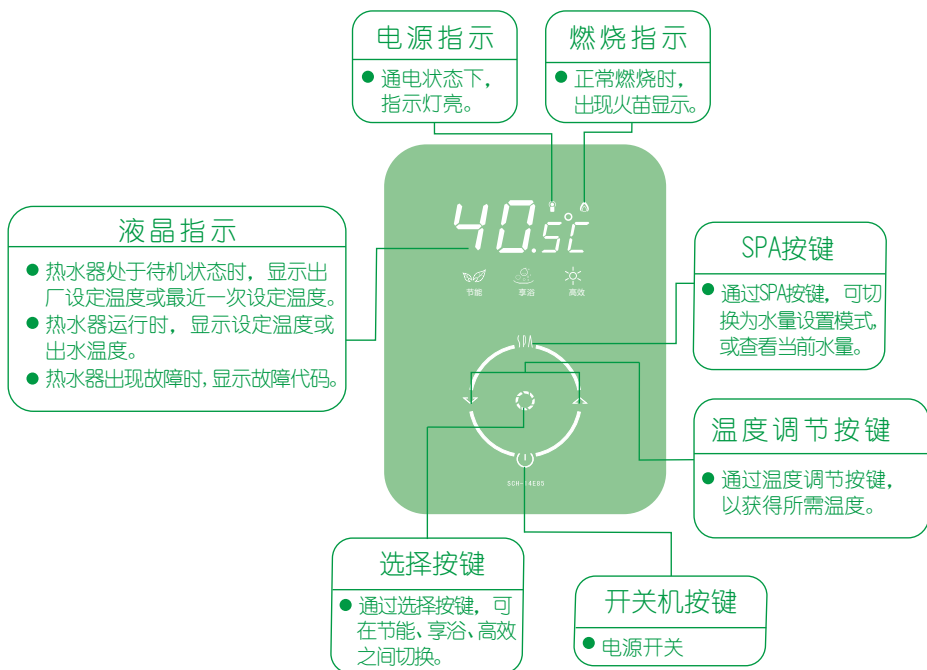 电源指示
● 通电状态下，
指示灯亮。
燃烧指示
● 正常燃烧时，
出现火苗显示。
40.5℃
节能
享浴
高效
液晶指示
● 热水器处于待机状态时，显示出
厂设定温度或最近一次设定温度。
● 热水器运行时，显示设定温度或
出水温度。
● 热水器出现故障时，显示故障代码。
SPA按键
● 通过SPA按键，可切
换为水量设置模式，
或查看当前水量。
SPA
温度调节按键
● 通过温度调节按键，
以获得所需温度。
SCH-E4E85
选择按键
● 通过选择按键，可
在节能、享浴、高效
之间切换。
开关机按键
● 电源开关